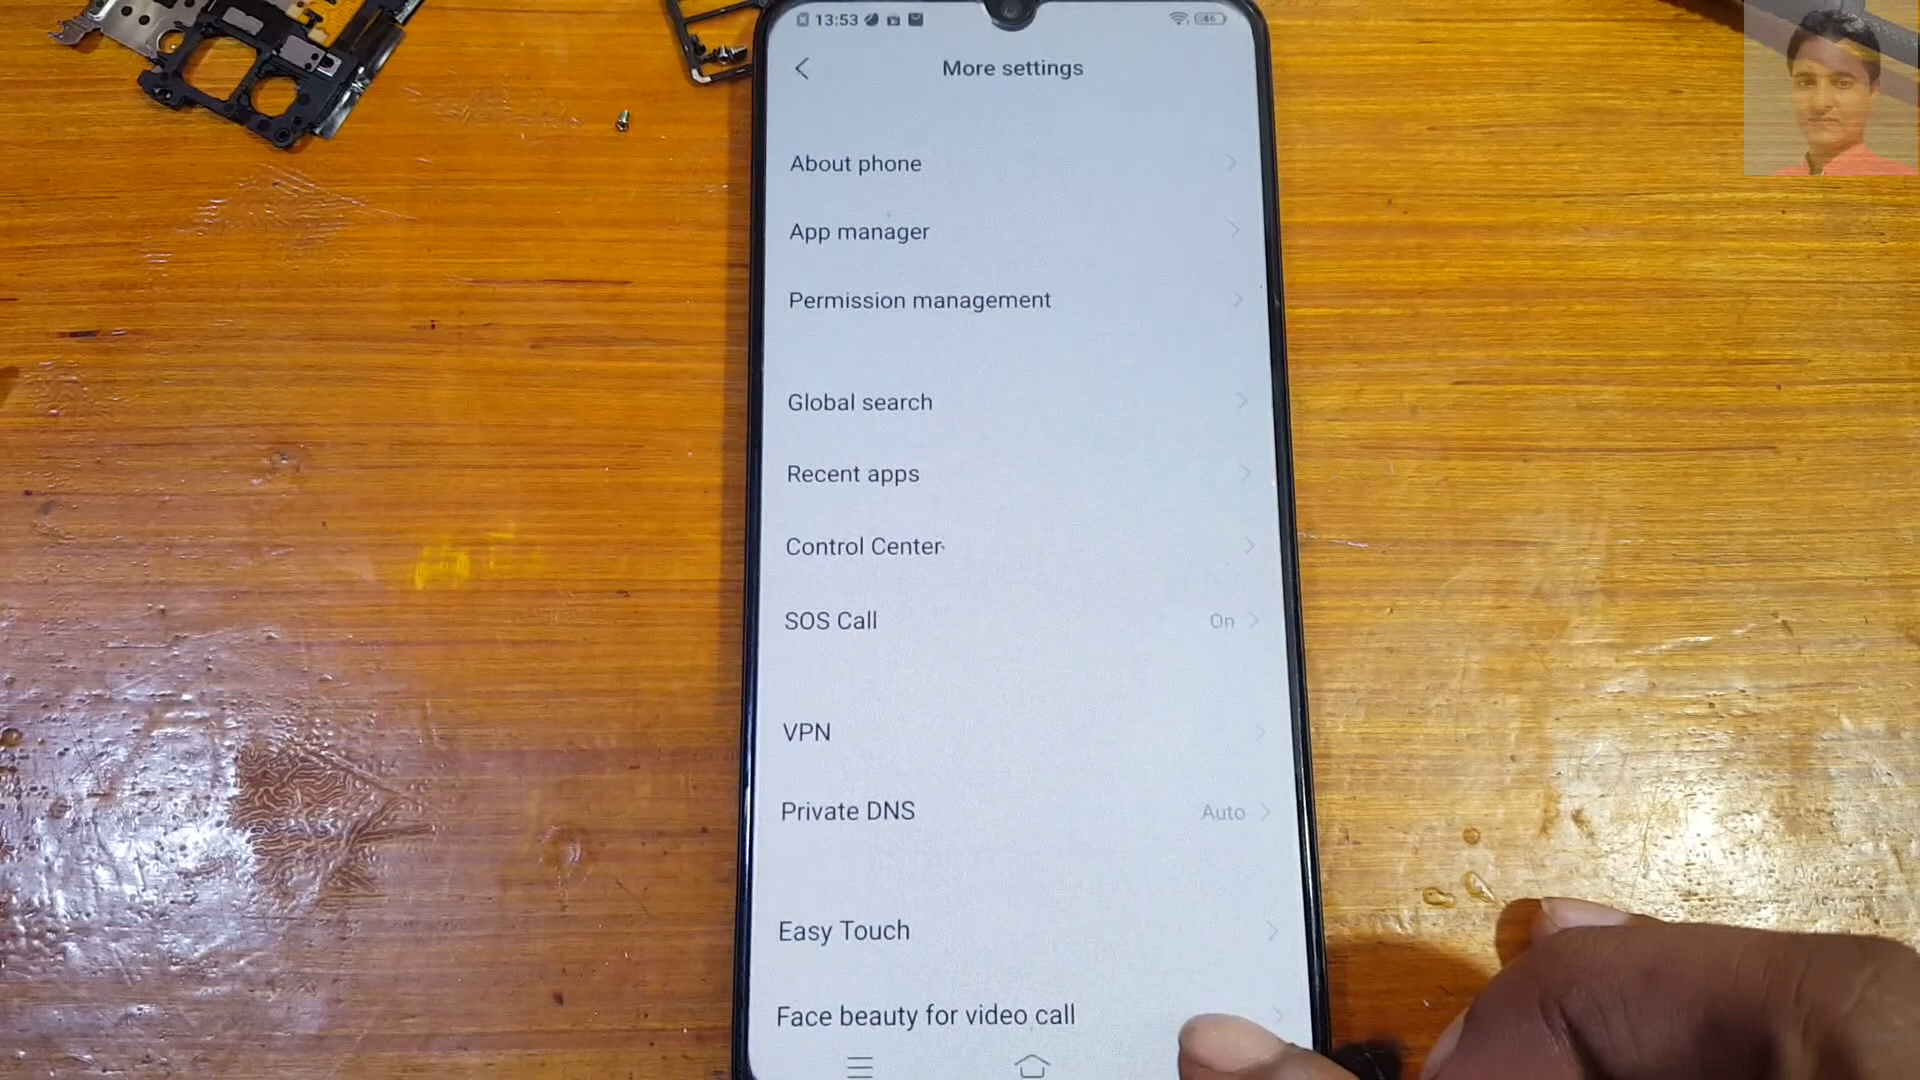 13:53
46
More settings
About phone
App manager
Permission management
Global search
Recent apps
Control Center
SOS Call On
VPN
Private DNS Auto
Easy Touch
Face beauty for video call